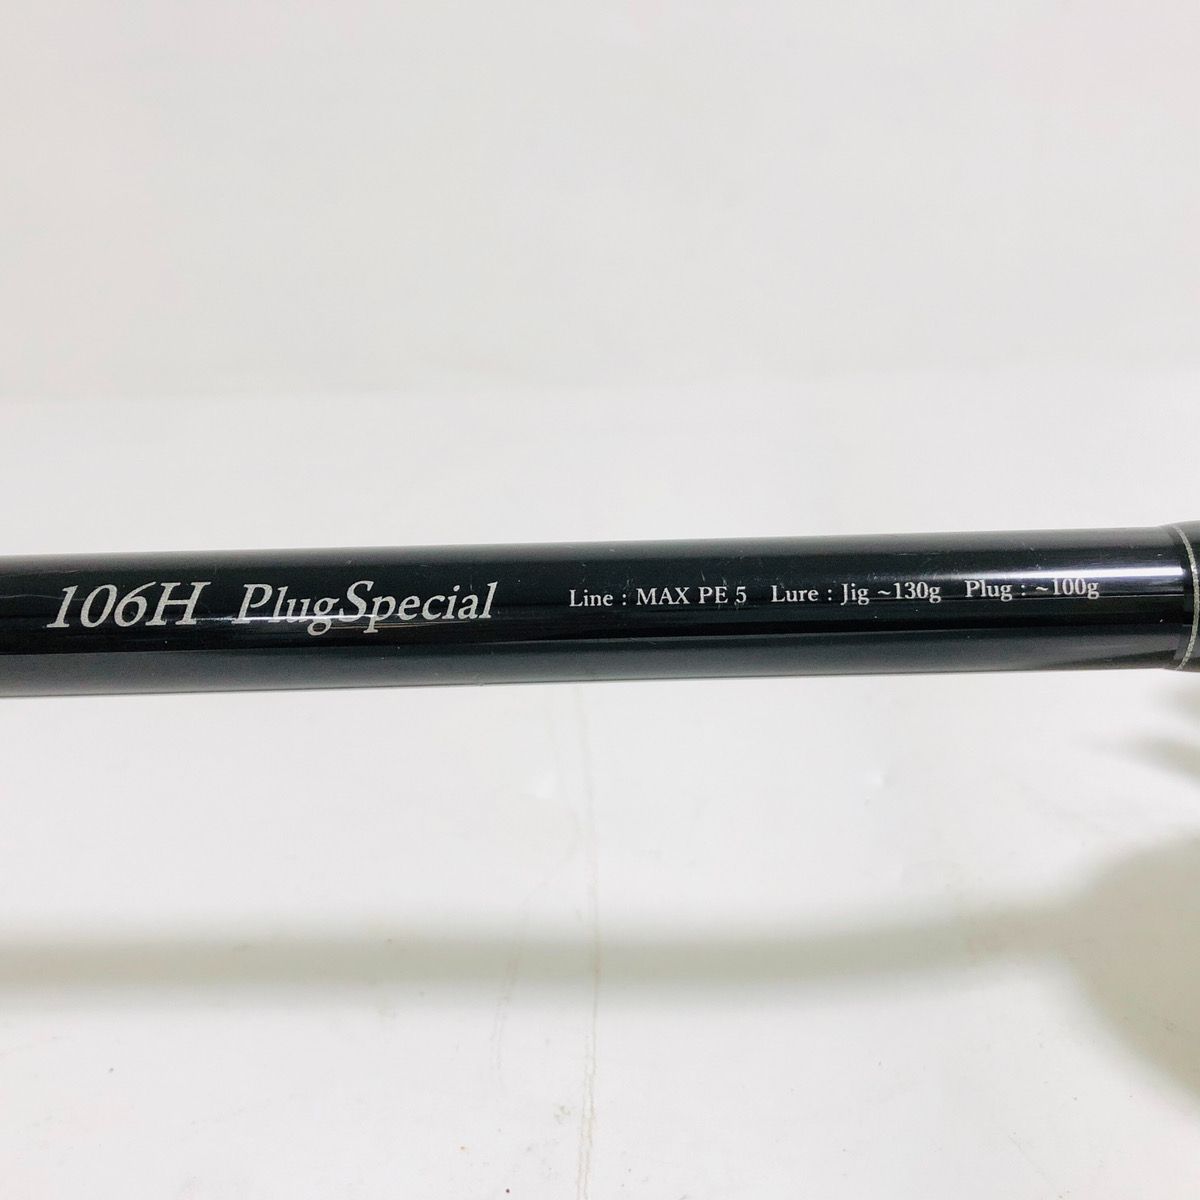 106H PlugSpecial Line : MAX PE 5 Lure : Jig ~130g Plug : ~100g